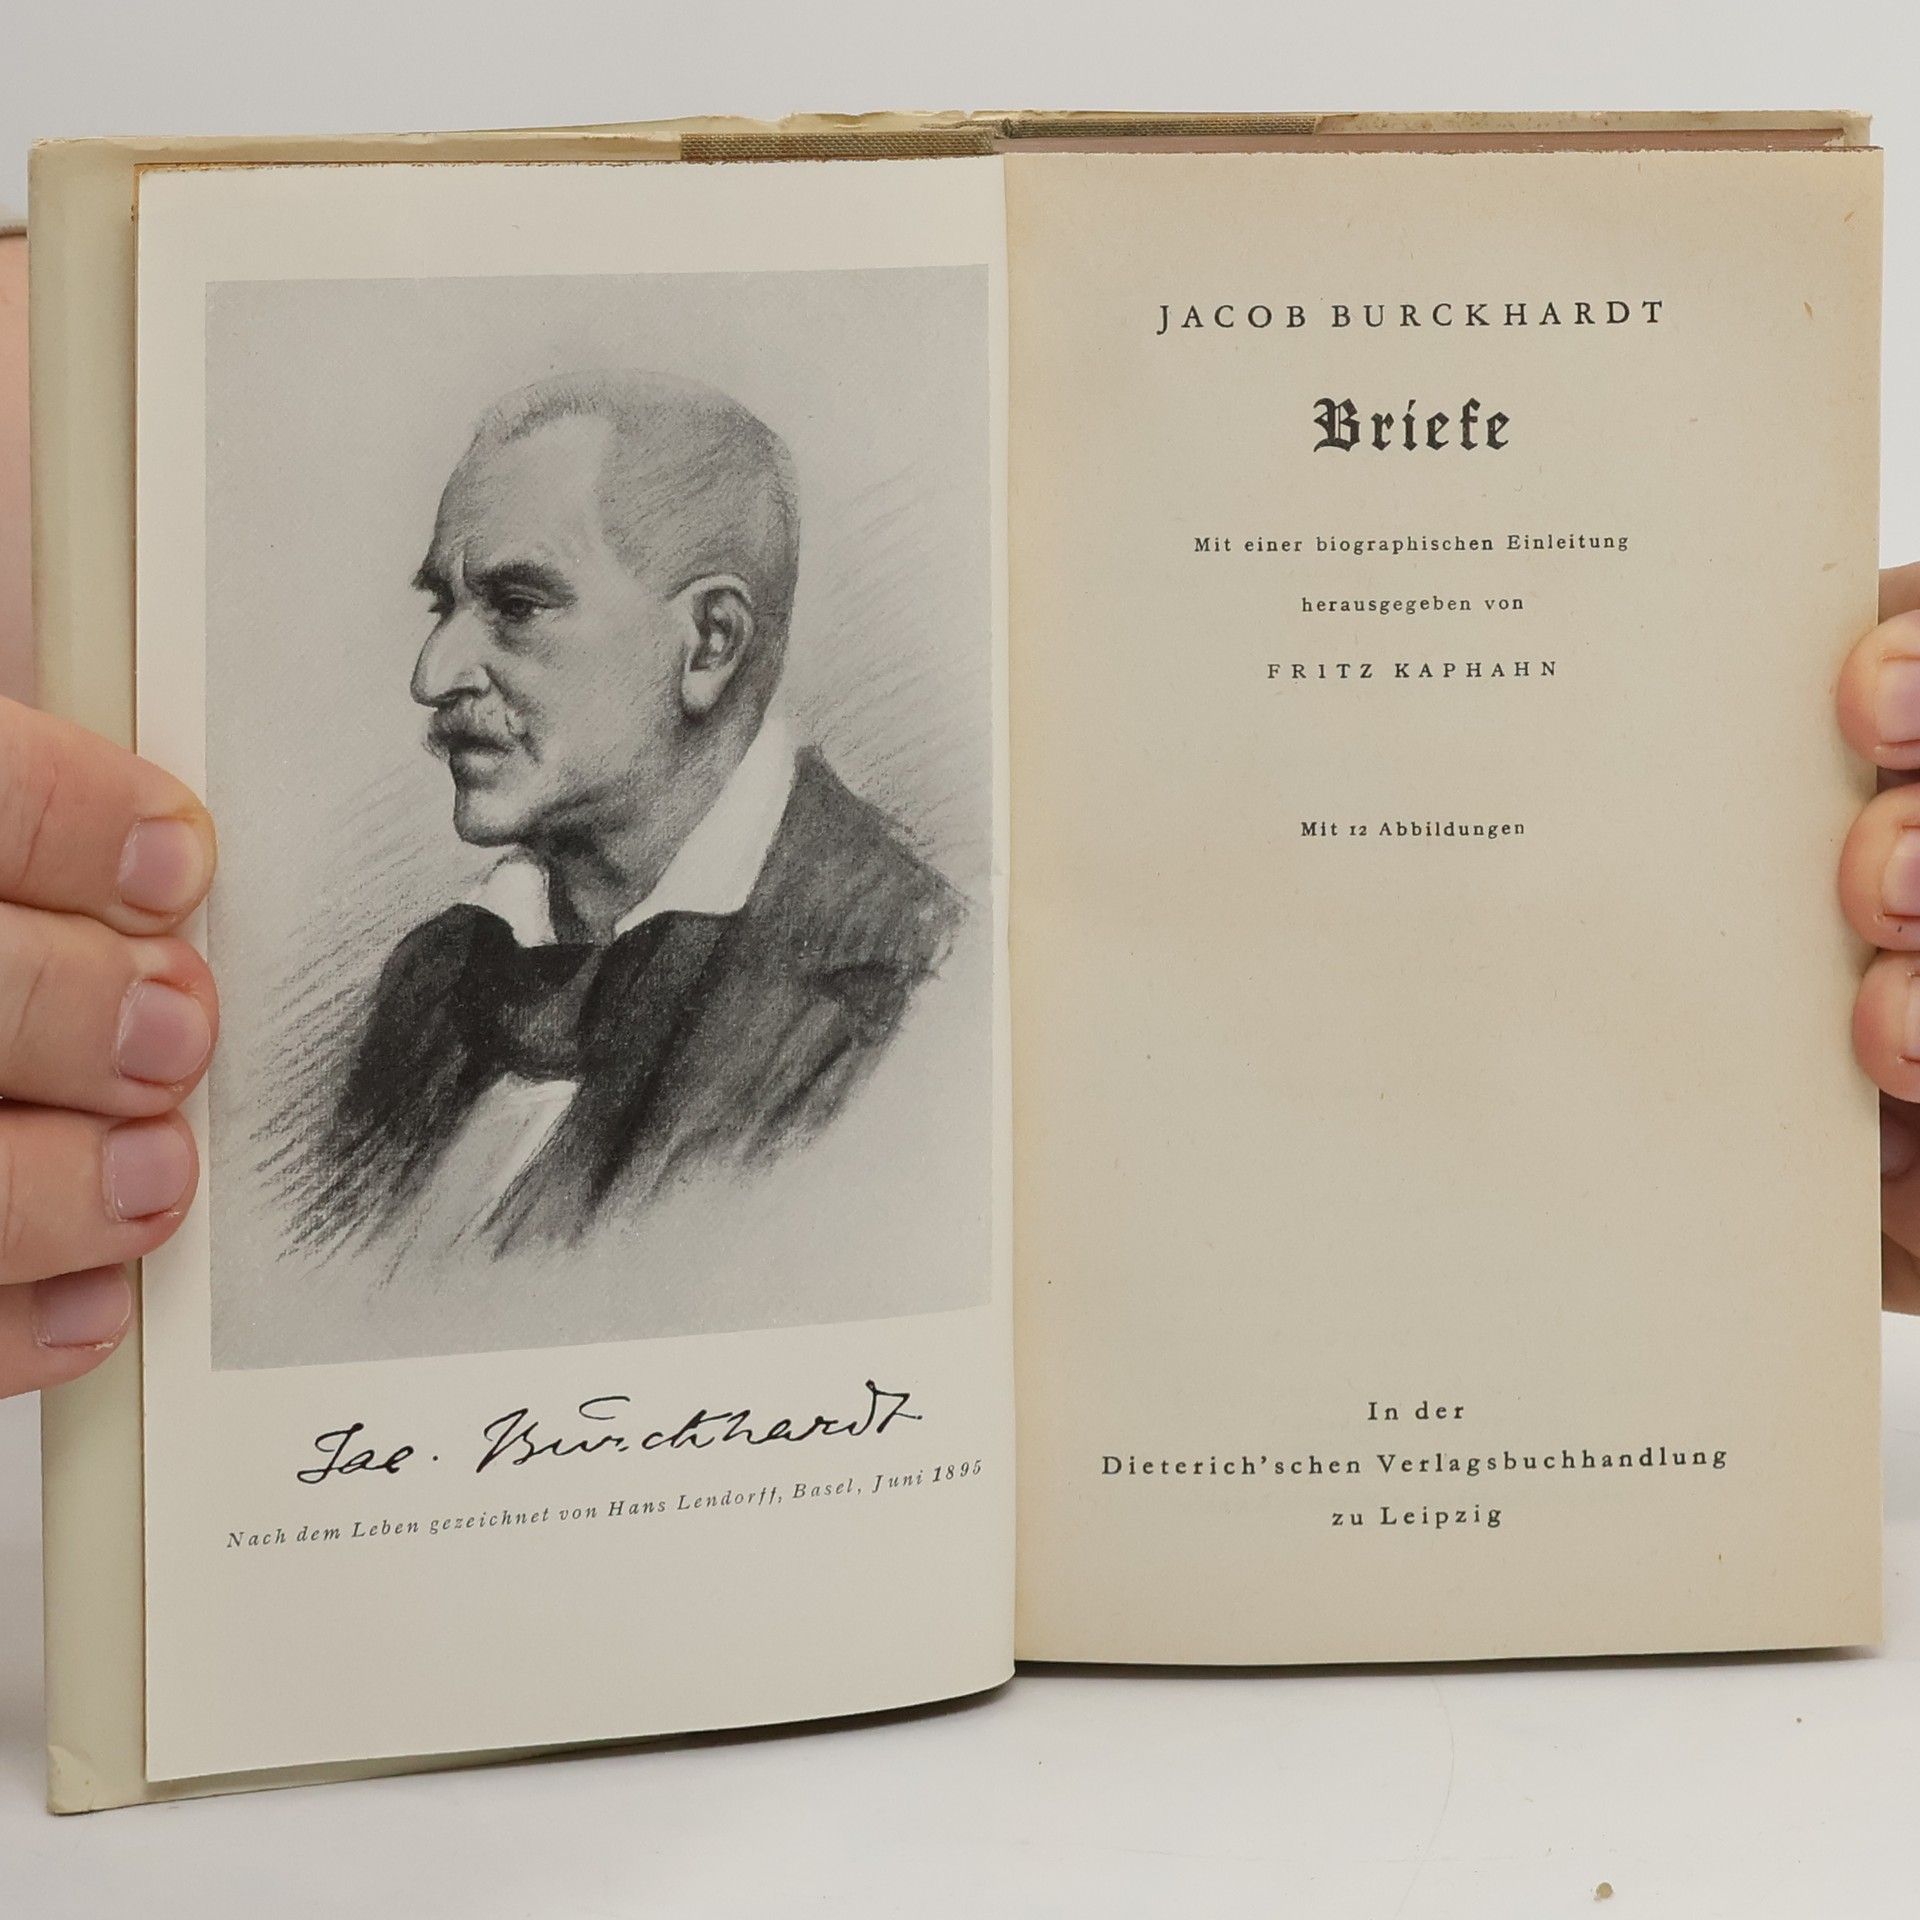 Jac. Burckhardt
Nach dem Leben gezeichnet von Hans Lendorff, Basel, Juni 1895
JACOB BURCKHARDT
Briefe
Mit einer biographischen Einleitung
herausgegeben von
FRITZ KAPHAHN
Mit 12 Abbildungen
In der
Dieterich'schen Verlagsbuchhandlung
zu Leipzig